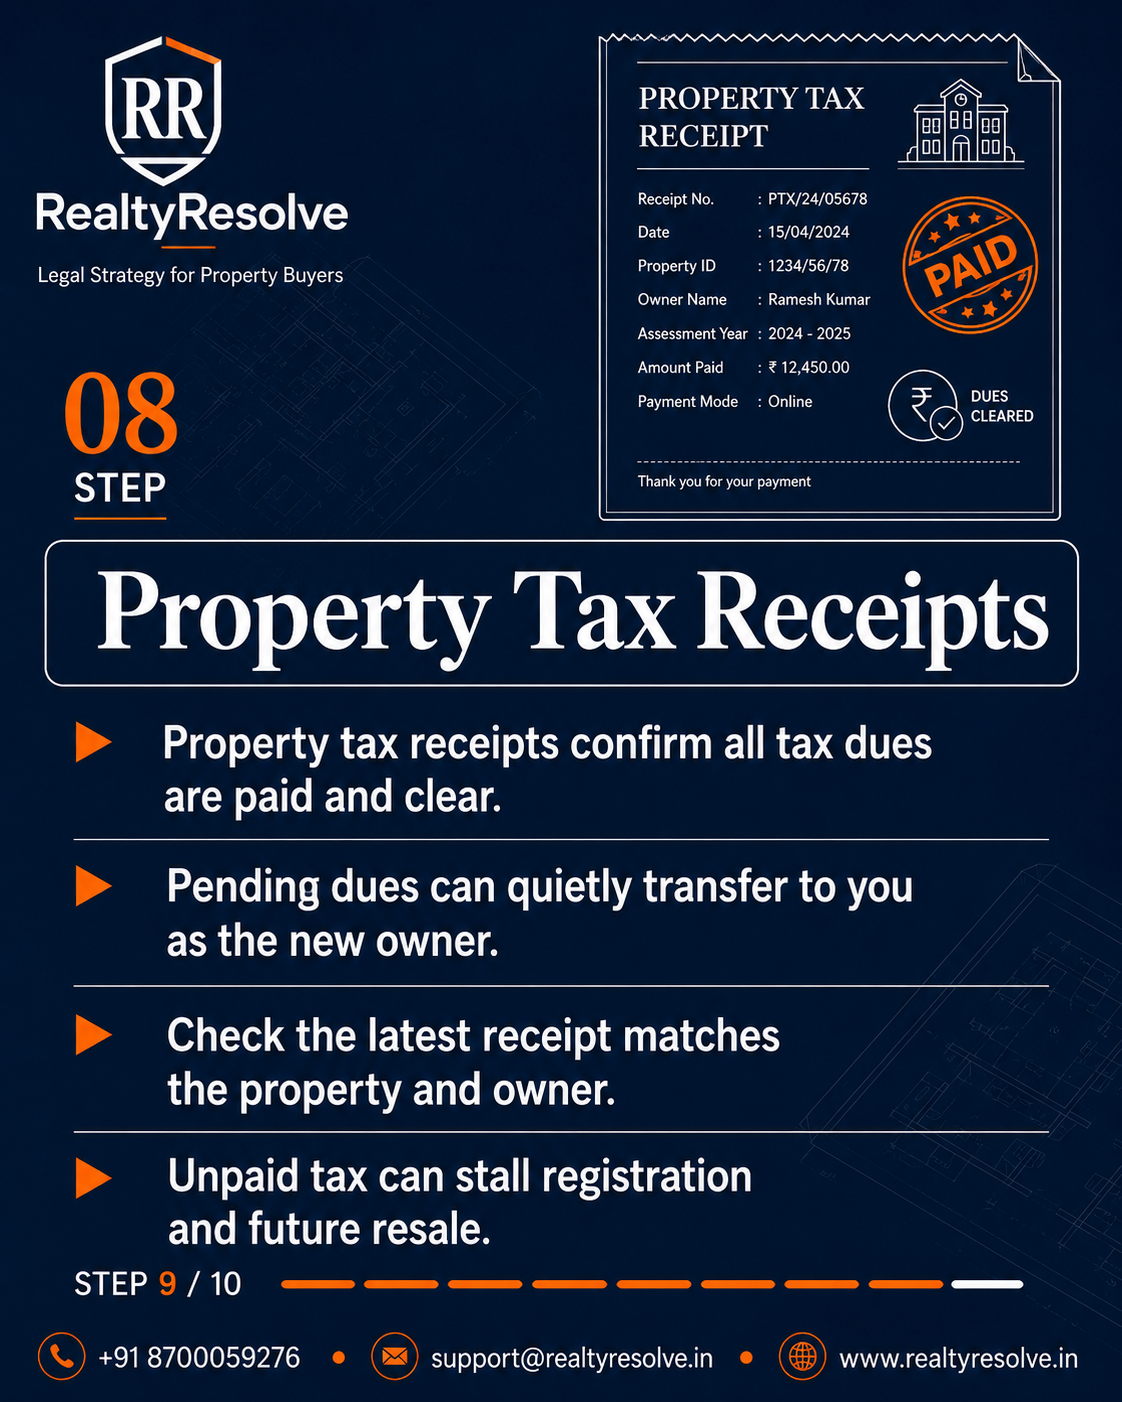 RR
RealtyResolve
Legal Strategy for Property Buyers
PROPERTY TAX
RECEIPT
Receipt No. : PTX/24/05678
Date : 15/04/2024
Property ID : 1234/56/78
Owner Name : Ramesh Kumar
Assessment Year : 2024 - 2025
Amount Paid : ₹ 12,450.00
Payment Mode : Online
PAID
₹
DUES
CLEARED
Thank you for your payment
08
STEP
Property Tax Receipts
Property tax receipts confirm all tax dues
are paid and clear.
Pending dues can quietly transfer to you
as the new owner.
Check the latest receipt matches
the property and owner.
Unpaid tax can stall registration
and future resale.
STEP 9 / 10
+91 8700059276 • support@realtyresolve.in • www.realtyresolve.in